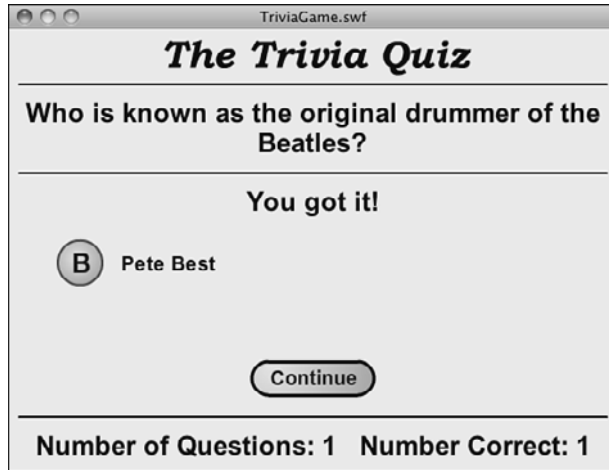 TriviaGame.swf
The Trivia Quiz
Who is known as the original drummer of the
Beatles?
You got it!
B Pete Best
Continue
Number of Questions: 1 Number Correct: 1